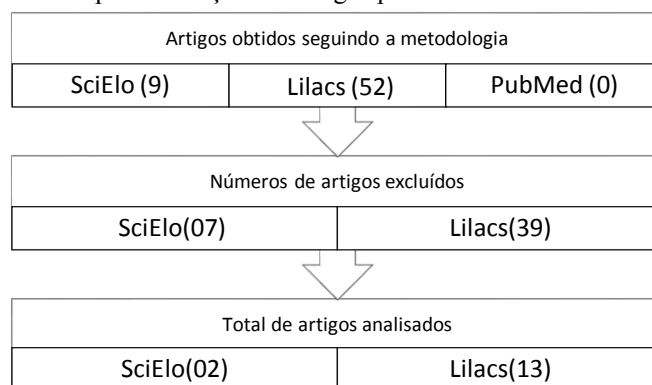 Artigos obtidos seguindo a metodologia
SciElo (9) Lilacs (52) PubMed (0)
Números de artigos excluídos
SciElo(07) Lilacs(39)
Total de artigos analisados
SciElo(02) Lilacs(13)